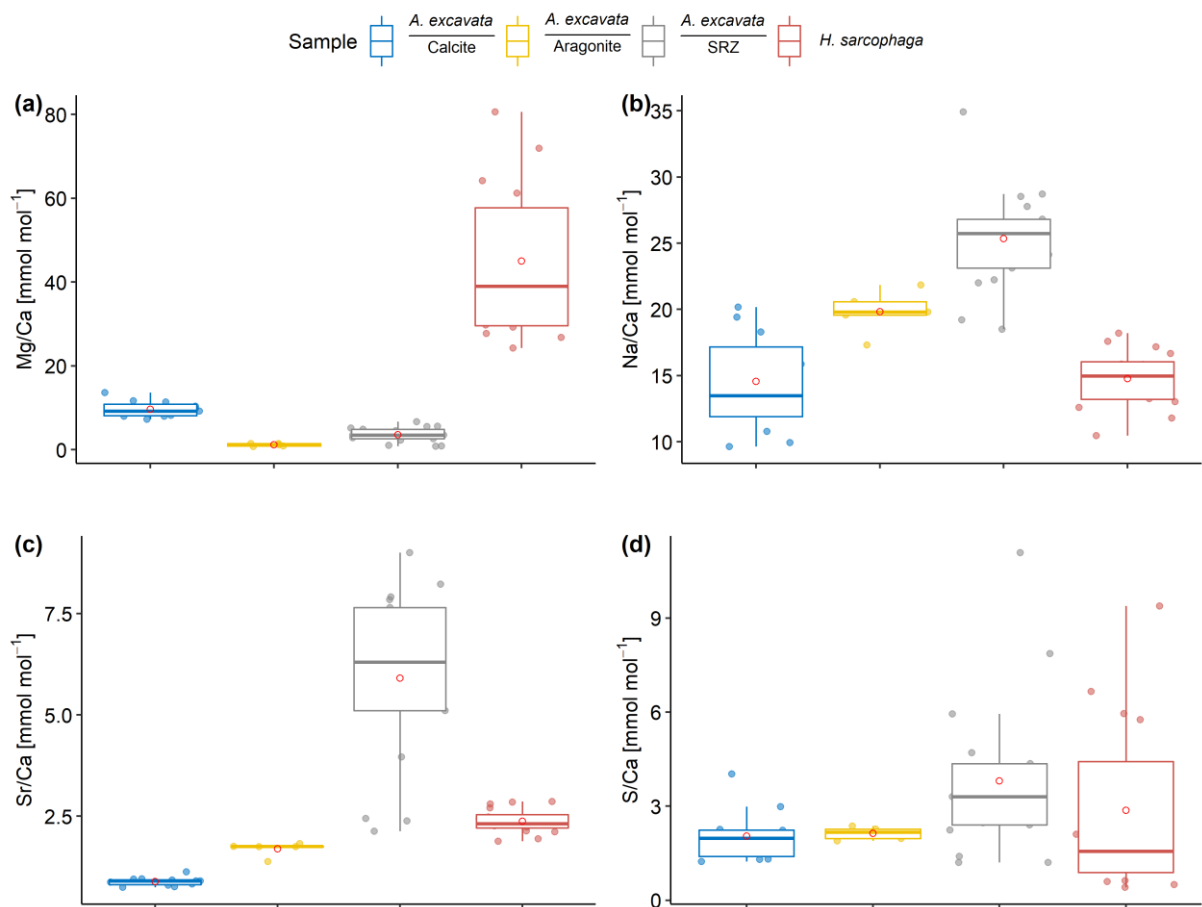 Sample A. excavata Calcite A. excavata Aragonite A. excavata SRZ H. sarcophaga
(a)
Mg/Ca [mmol mol⁻¹]
80
60
40
20
0
(b)
Na/Ca [mmol mol⁻¹]
35
30
25
20
15
10
(c)
Sr/Ca [mmol mol⁻¹]
7.5
5.0
2.5
(d)
S/Ca [mmol mol⁻¹]
9
6
3
0